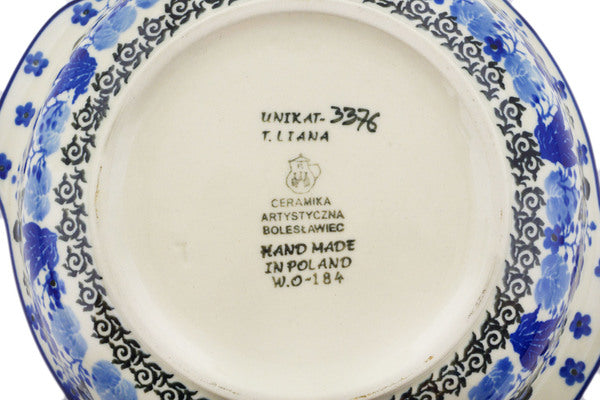 UNIKAT-3376
T.LIANA
CERAMIKA
ARTYSTYCZNA
BOLESŁAWIEC
HAND MADE
IN POLAND
W.O-184